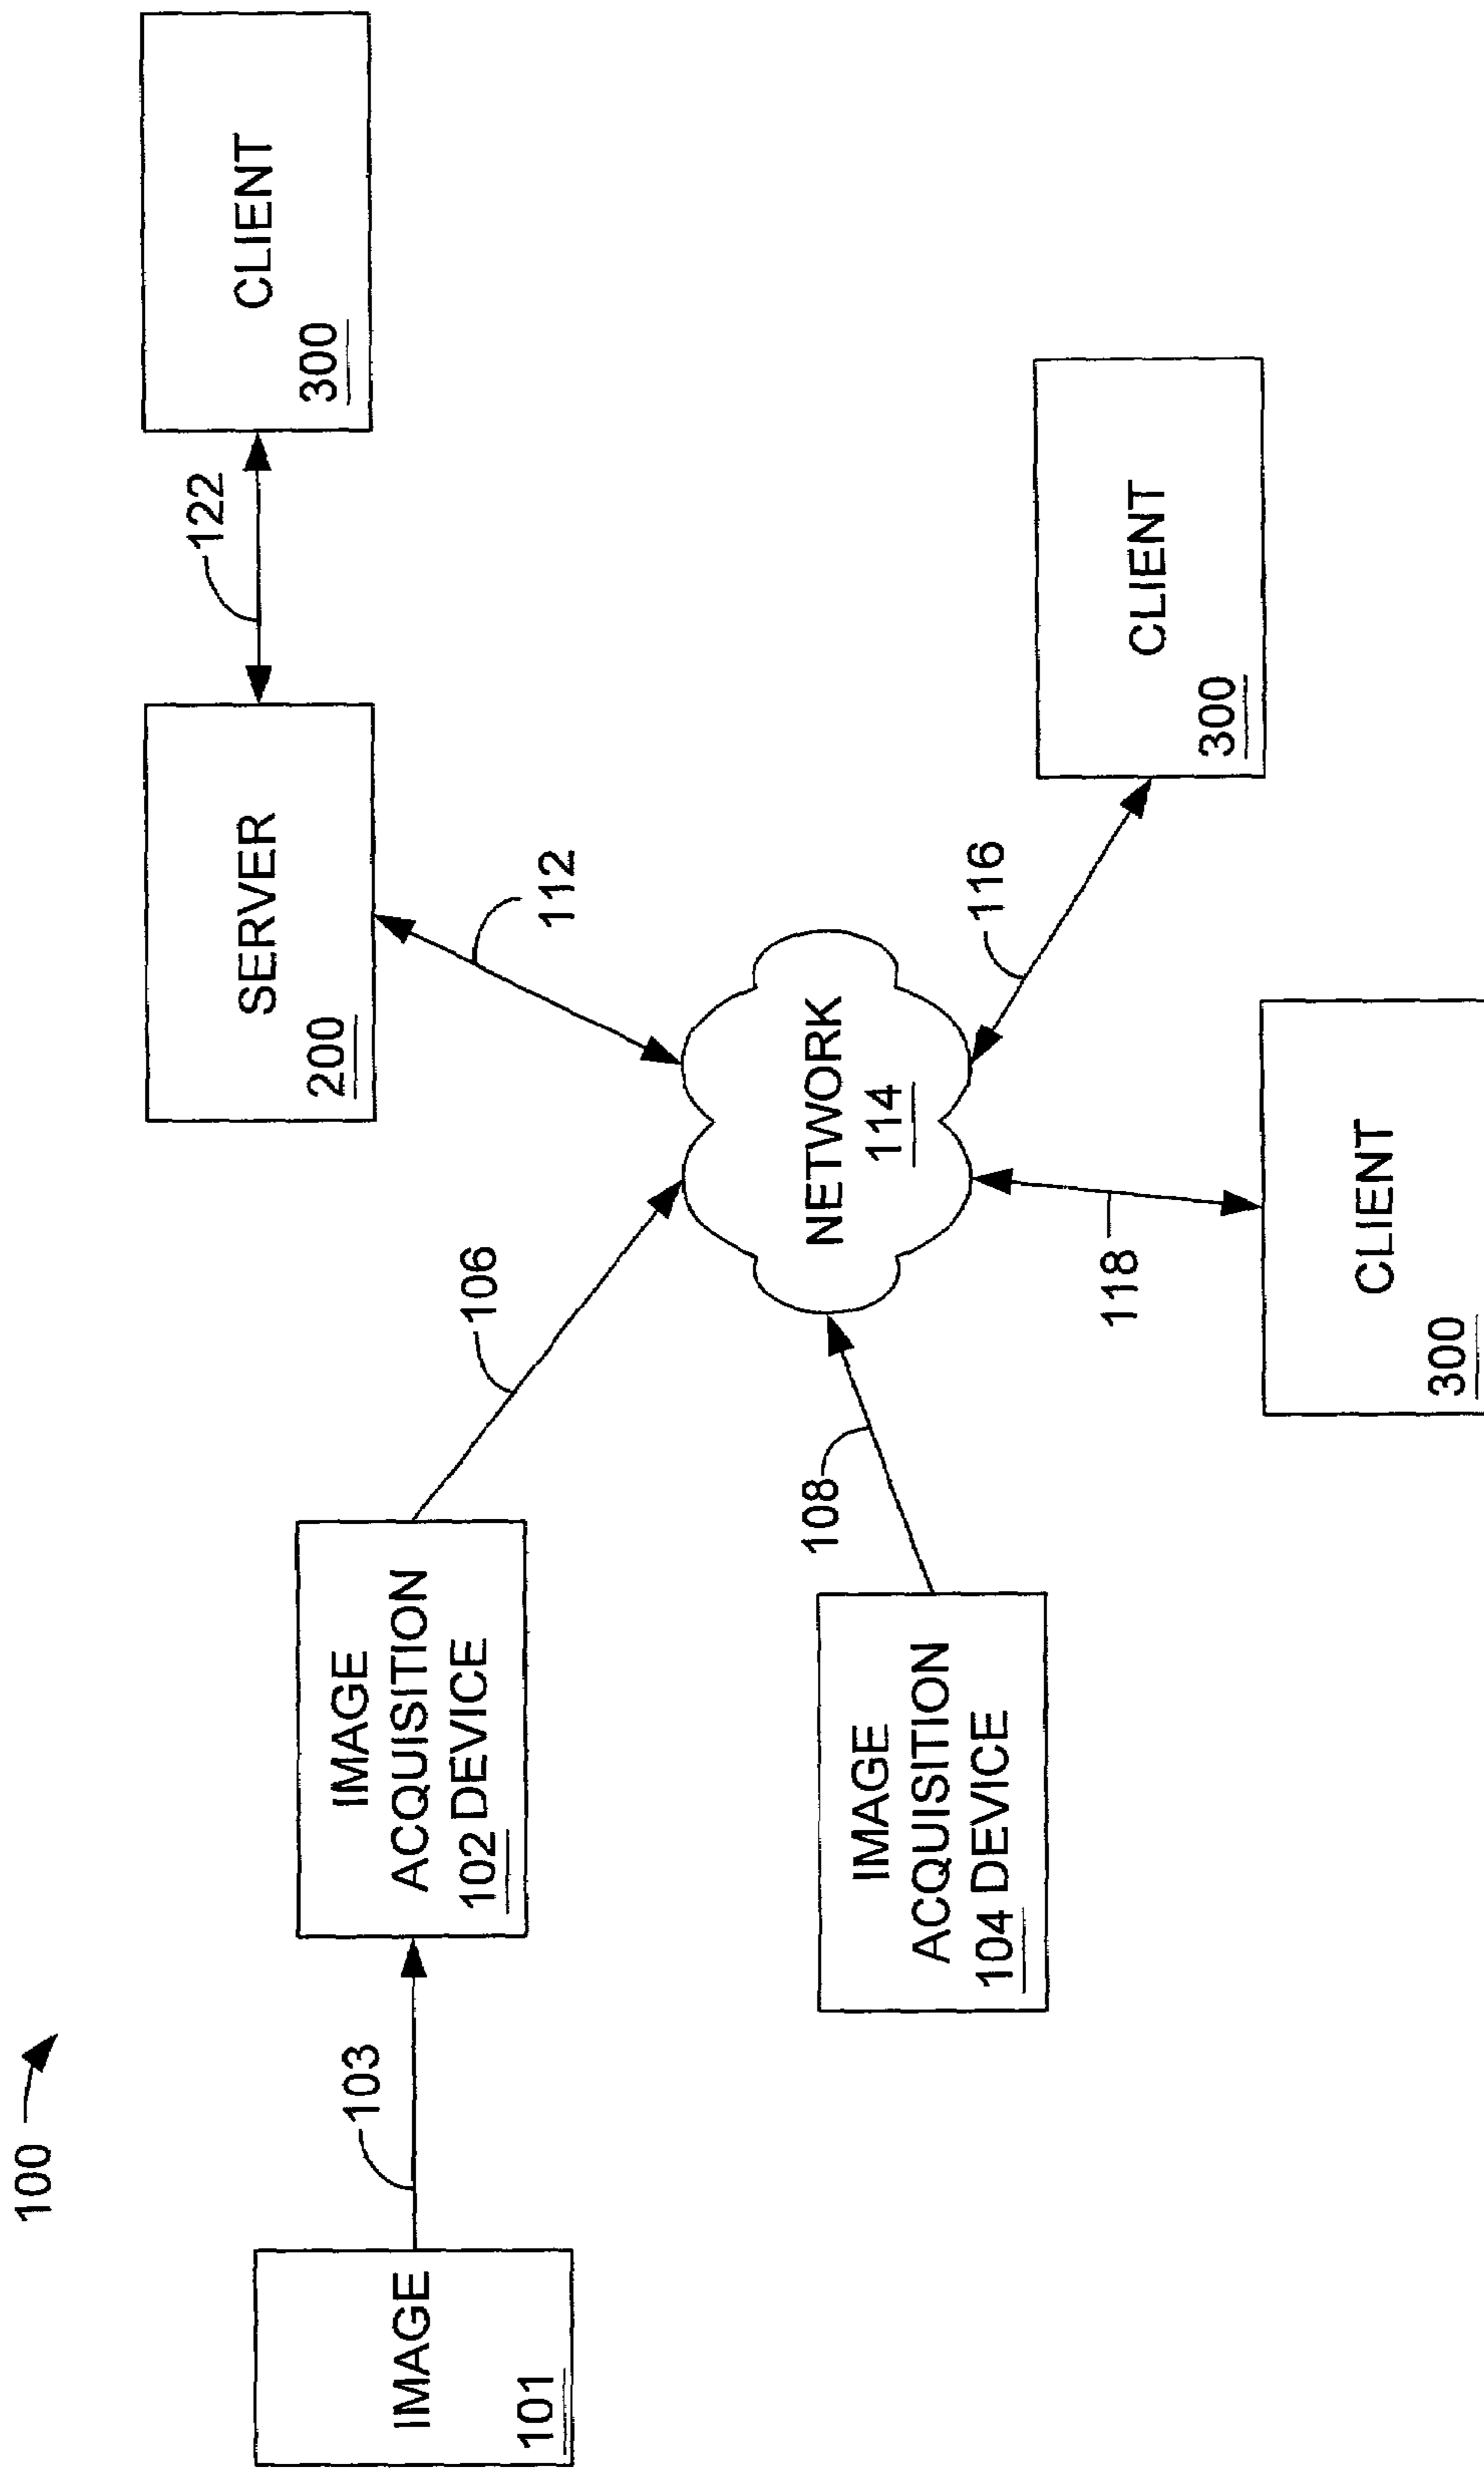 100
IMAGE
101
103
IMAGE
ACQUISITION
102 DEVICE
106
IMAGE
ACQUISITION
104 DEVICE
108
NETWORK
114
SERVER
200
112
122
CLIENT
300
116
CLIENT
300
118
CLIENT
300